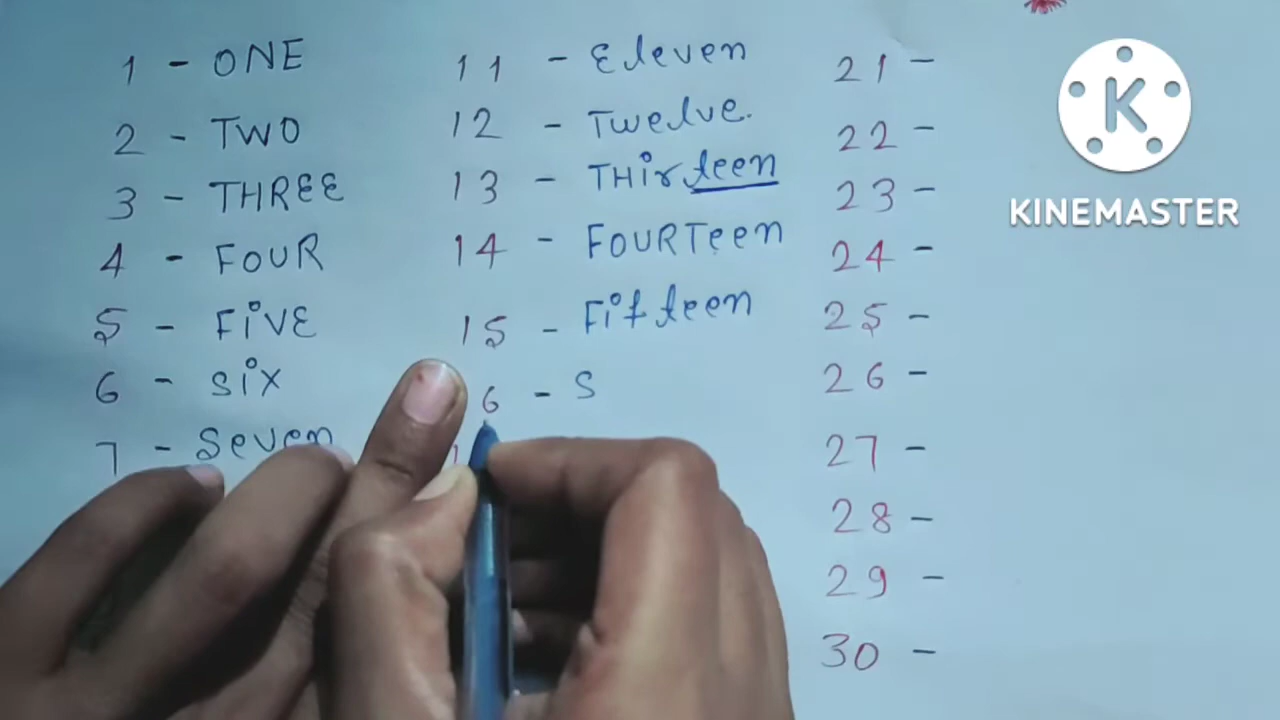 1 - ONE
2 - TWO
3 - THREE
4 - FOUR
5 - FiVE
6 - Six
7 - Seven
11 - Eleven
12 - Twelve.
13 - THirteen
14 - FOURTeen
15 - Fifteen
6 - S
1
21 -
22 -
23 -
24 -
25 -
26 -
27 -
28 -
29 -
30 -
KINEMASTER